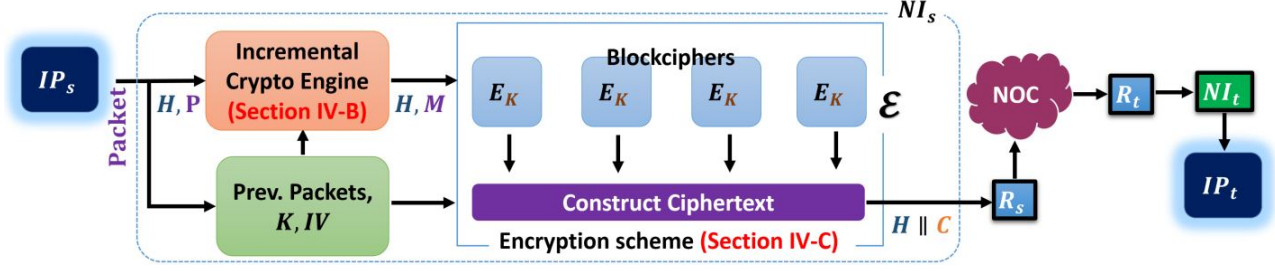 NI_s
IP_s
Packet
H, P
Incremental
Crypto Engine
(Section IV-B)
H, M
Prev. Packets,
K, IV
Blockciphers
E_K
E_K
E_K
E_K
ℰ
Construct Ciphertext
Encryption scheme (Section IV-C)
H ∥ C
R_s
NOC
R_t
NI_t
IP_t